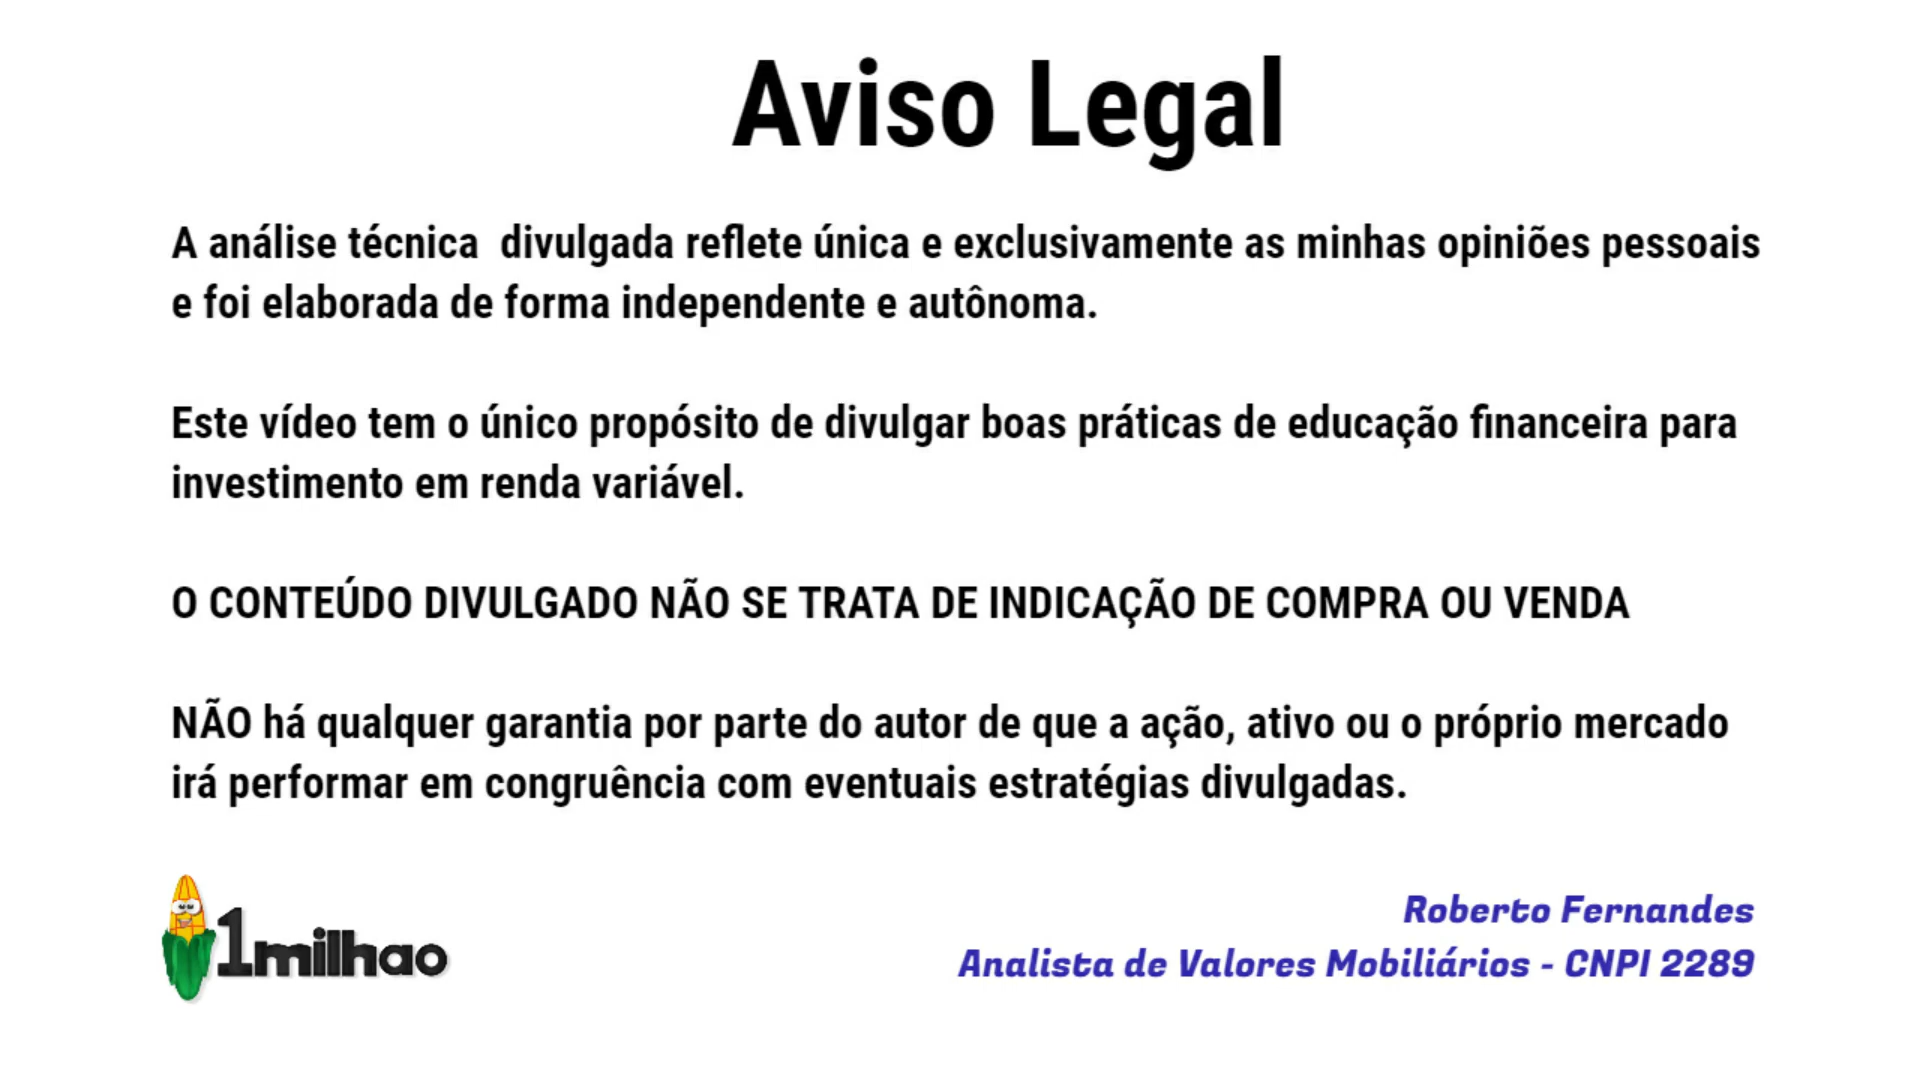 Aviso Legal
A análise técnica  divulgada reflete única e exclusivamente as minhas opiniões pessoais
e foi elaborada de forma independente e autônoma.
Este vídeo tem o único propósito de divulgar boas práticas de educação financeira para
investimento em renda variável.
O CONTEÚDO DIVULGADO NÃO SE TRATA DE INDICAÇÃO DE COMPRA OU VENDA
NÃO há qualquer garantia por parte do autor de que a ação, ativo ou o próprio mercado
irá performar em congruência com eventuais estratégias divulgadas.
1milhao
Roberto Fernandes
Analista de Valores Mobiliários - CNPI 2289